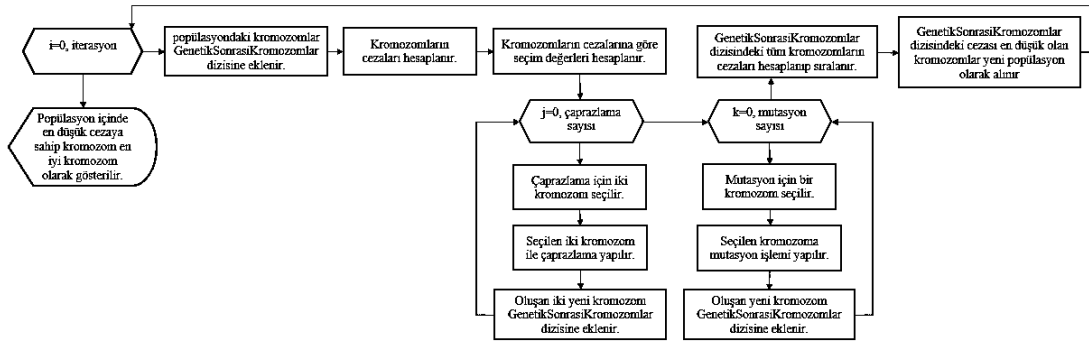 i=0, iterasyon
popülasyondaki kromozomlar
GenetikSonrasiKromozomlar
dizisine eklenir.
Kromozomların
cezaları hesaplanır.
Kromozomların cezalarına göre
seçim değerleri hesaplanır.
GenetikSonrasiKromozomlar
dizisindeki tüm kromozomların
cezaları hesaplanıp sıralanır.
GenetikSonrasiKromozomlar
dizisindeki cezası en düşük olan
kromozomlar yeni popülasyon
olarak alınır
Popülasyon içinde
en düşük cezaya
sahip kromozom en
iyi kromozom
olarak gösterilir.
j=0, çaprazlama
sayısı
k=0, mutasyon
sayısı
Çaprazlama için iki
kromozom seçilir.
Mutasyon için bir
kromozom seçilir.
Seçilen iki kromozom
ile çaprazlama yapılır.
Seçilen kromozoma
mutasyon işlemi yapılır.
Oluşan iki yeni kromozom
GenetikSonrasiKromozomlar
dizisine eklenir.
Oluşan yeni kromozom
GenetikSonrasiKromozomlar
dizisine eklenir.